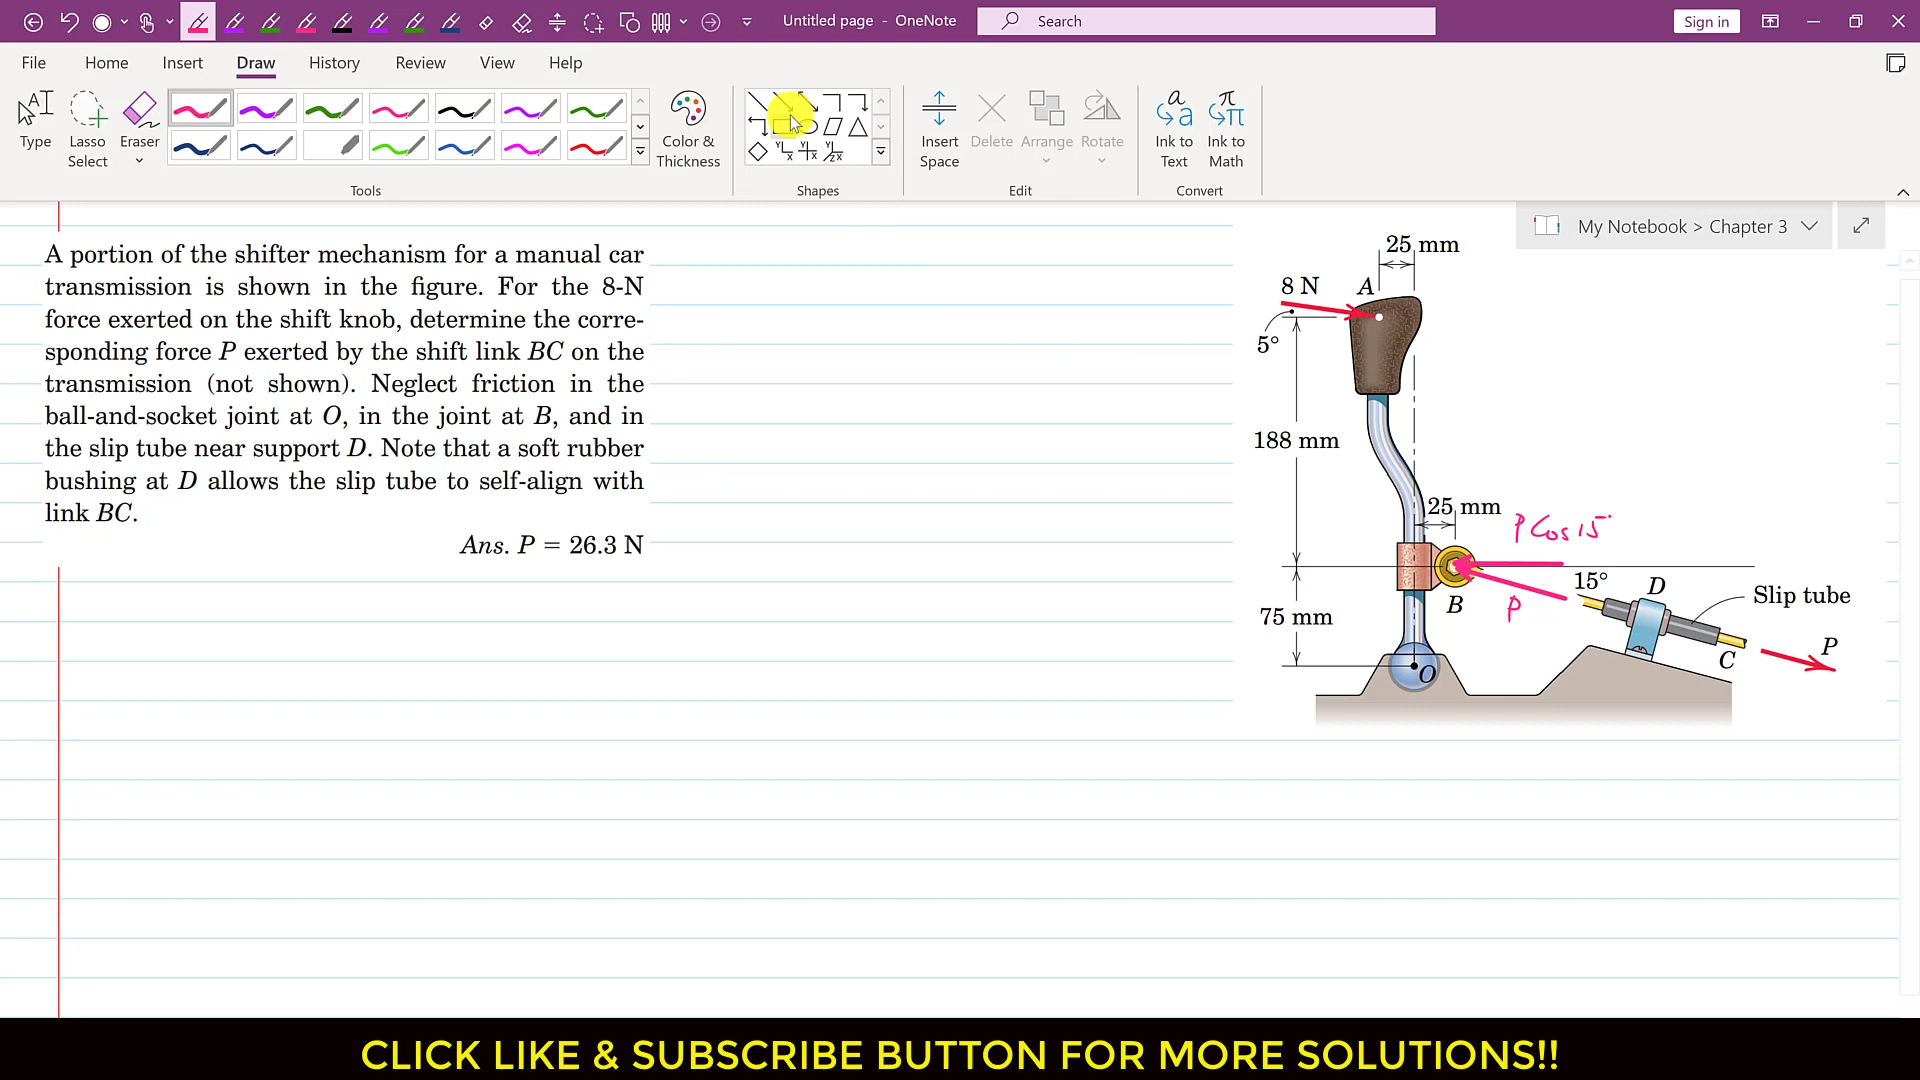 Untitled page - OneNote
Search
Sign in
File
Home
Insert
Draw
History
Review
View
Help
Type
Lasso
Select
Eraser
Color &
Thickness
Insert
Space
Delete
Arrange
Rotate
Ink to
Text
Ink to
Math
Tools
Shapes
Edit
Convert
My Notebook > Chapter 3
A portion of the shifter mechanism for a manual car
transmission is shown in the figure. For the 8-N
force exerted on the shift knob, determine the corre-
sponding force P exerted by the shift link BC on the
transmission (not shown). Neglect friction in the
ball-and-socket joint at O, in the joint at B, and in
the slip tube near support D. Note that a soft rubber
bushing at D allows the slip tube to self-align with
link BC.
Ans. P = 26.3 N
25 mm
8 N
A
5°
188 mm
25 mm
P Cos 15°
15°
D
Slip tube
B
P
75 mm
P
C
O
CLICK LIKE & SUBSCRIBE BUTTON FOR MORE SOLUTIONS!!